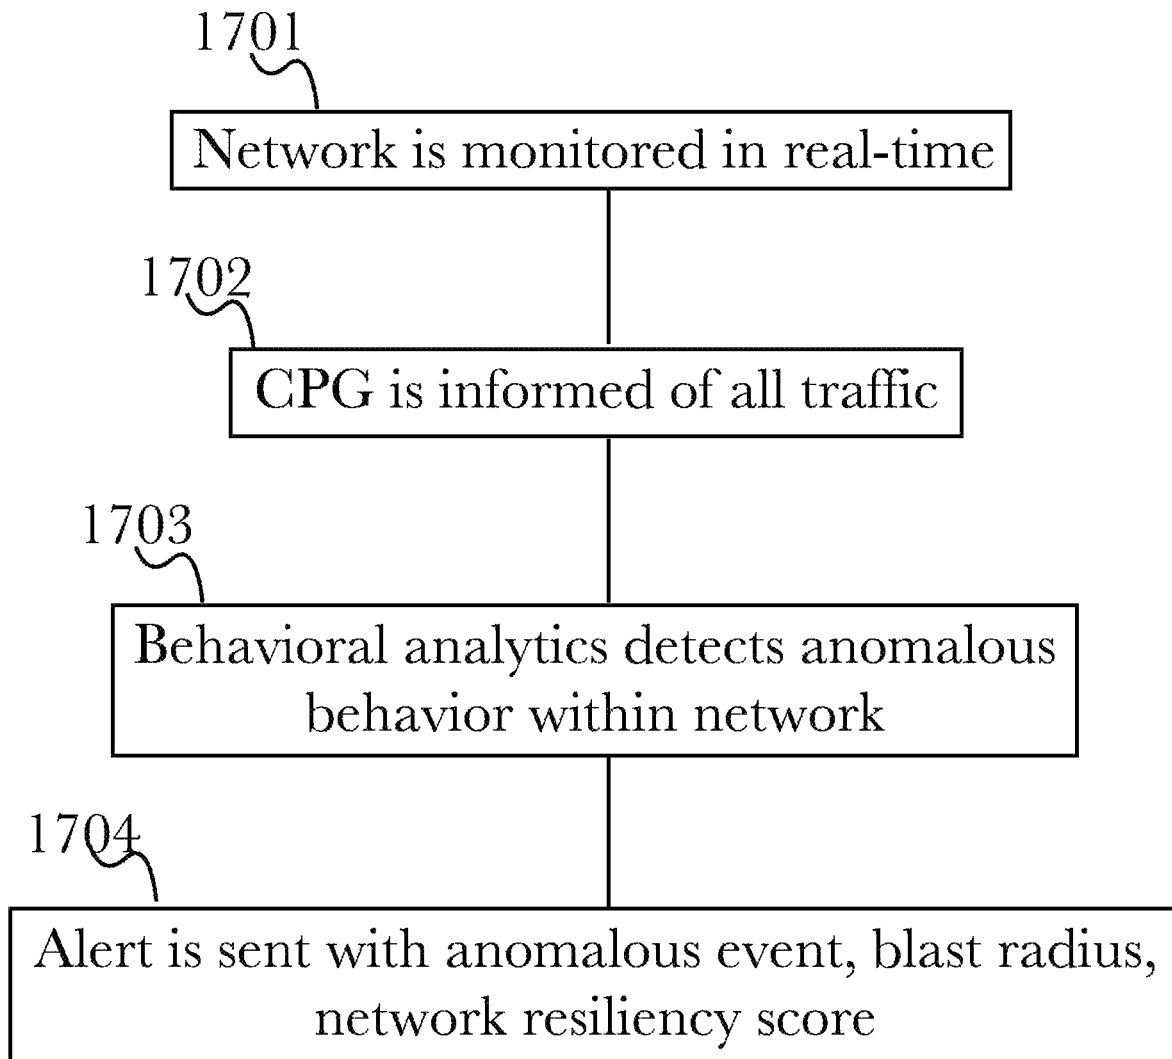 1701
Network is monitored in real-time
1702
CPG is informed of all traffic
1703
Behavioral analytics detects anomalous
behavior within network
1704
Alert is sent with anomalous event, blast radius,
network resiliency score